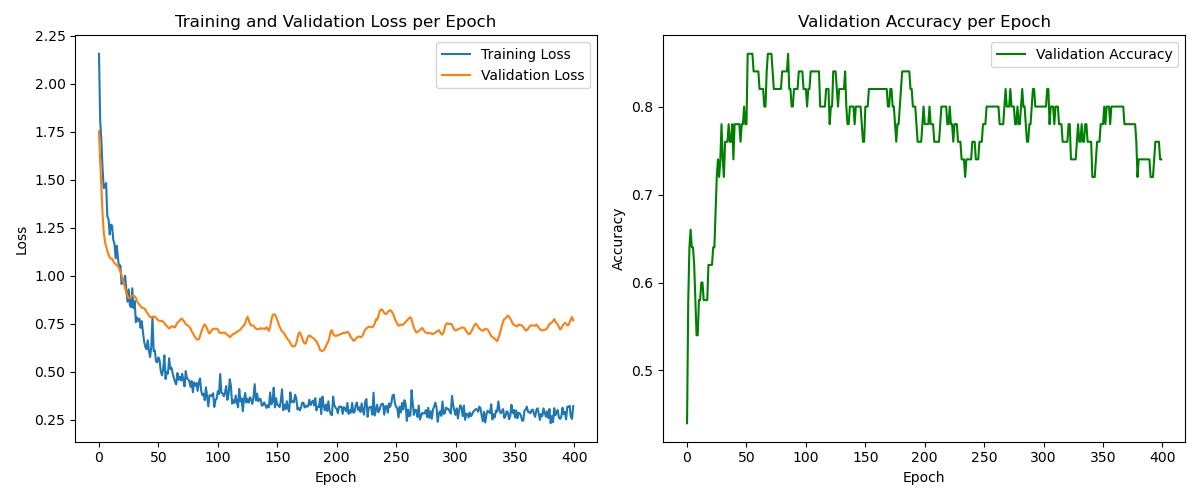 Training and Validation Loss per Epoch
2.25
2.00
1.75
1.50
1.25
1.00
0.75
0.50
0.25
Loss
0 50 100 150 200 250 300 350 400
Epoch
Training Loss
Validation Loss
Validation Accuracy per Epoch
0.8
0.7
0.6
0.5
Accuracy
0 50 100 150 200 250 300 350 400
Epoch
Validation Accuracy